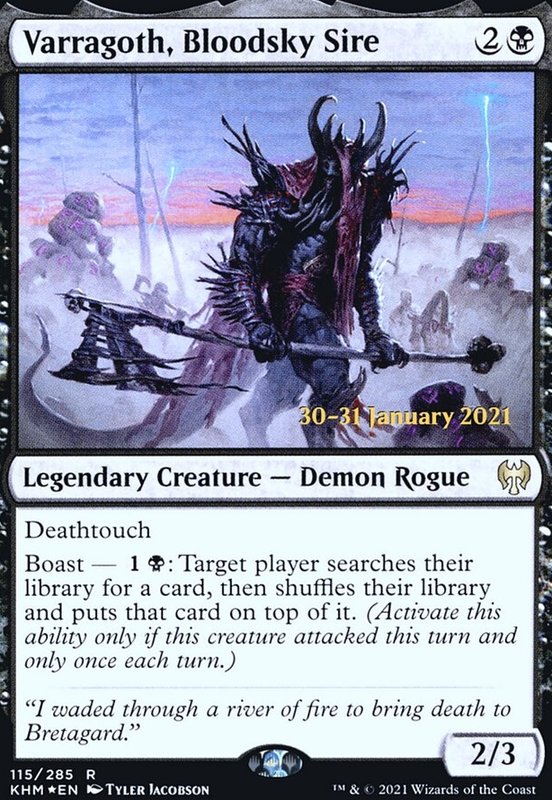 Varragoth, Bloodsky Sire 2
30-31 January 2021
Legendary Creature — Demon Rogue
Deathtouch
Boast — 1 : Target player searches their
library for a card, then shuffles their library
and puts that card on top of it. (Activate this
ability only if this creature attacked this turn and
only once each turn.)
“I waded through a river of fire to bring death to
Bretagard.”
2/3
115/285 R
KHM ★ EN Tyler Jacobson
™ & © 2021 Wizards of the Coast